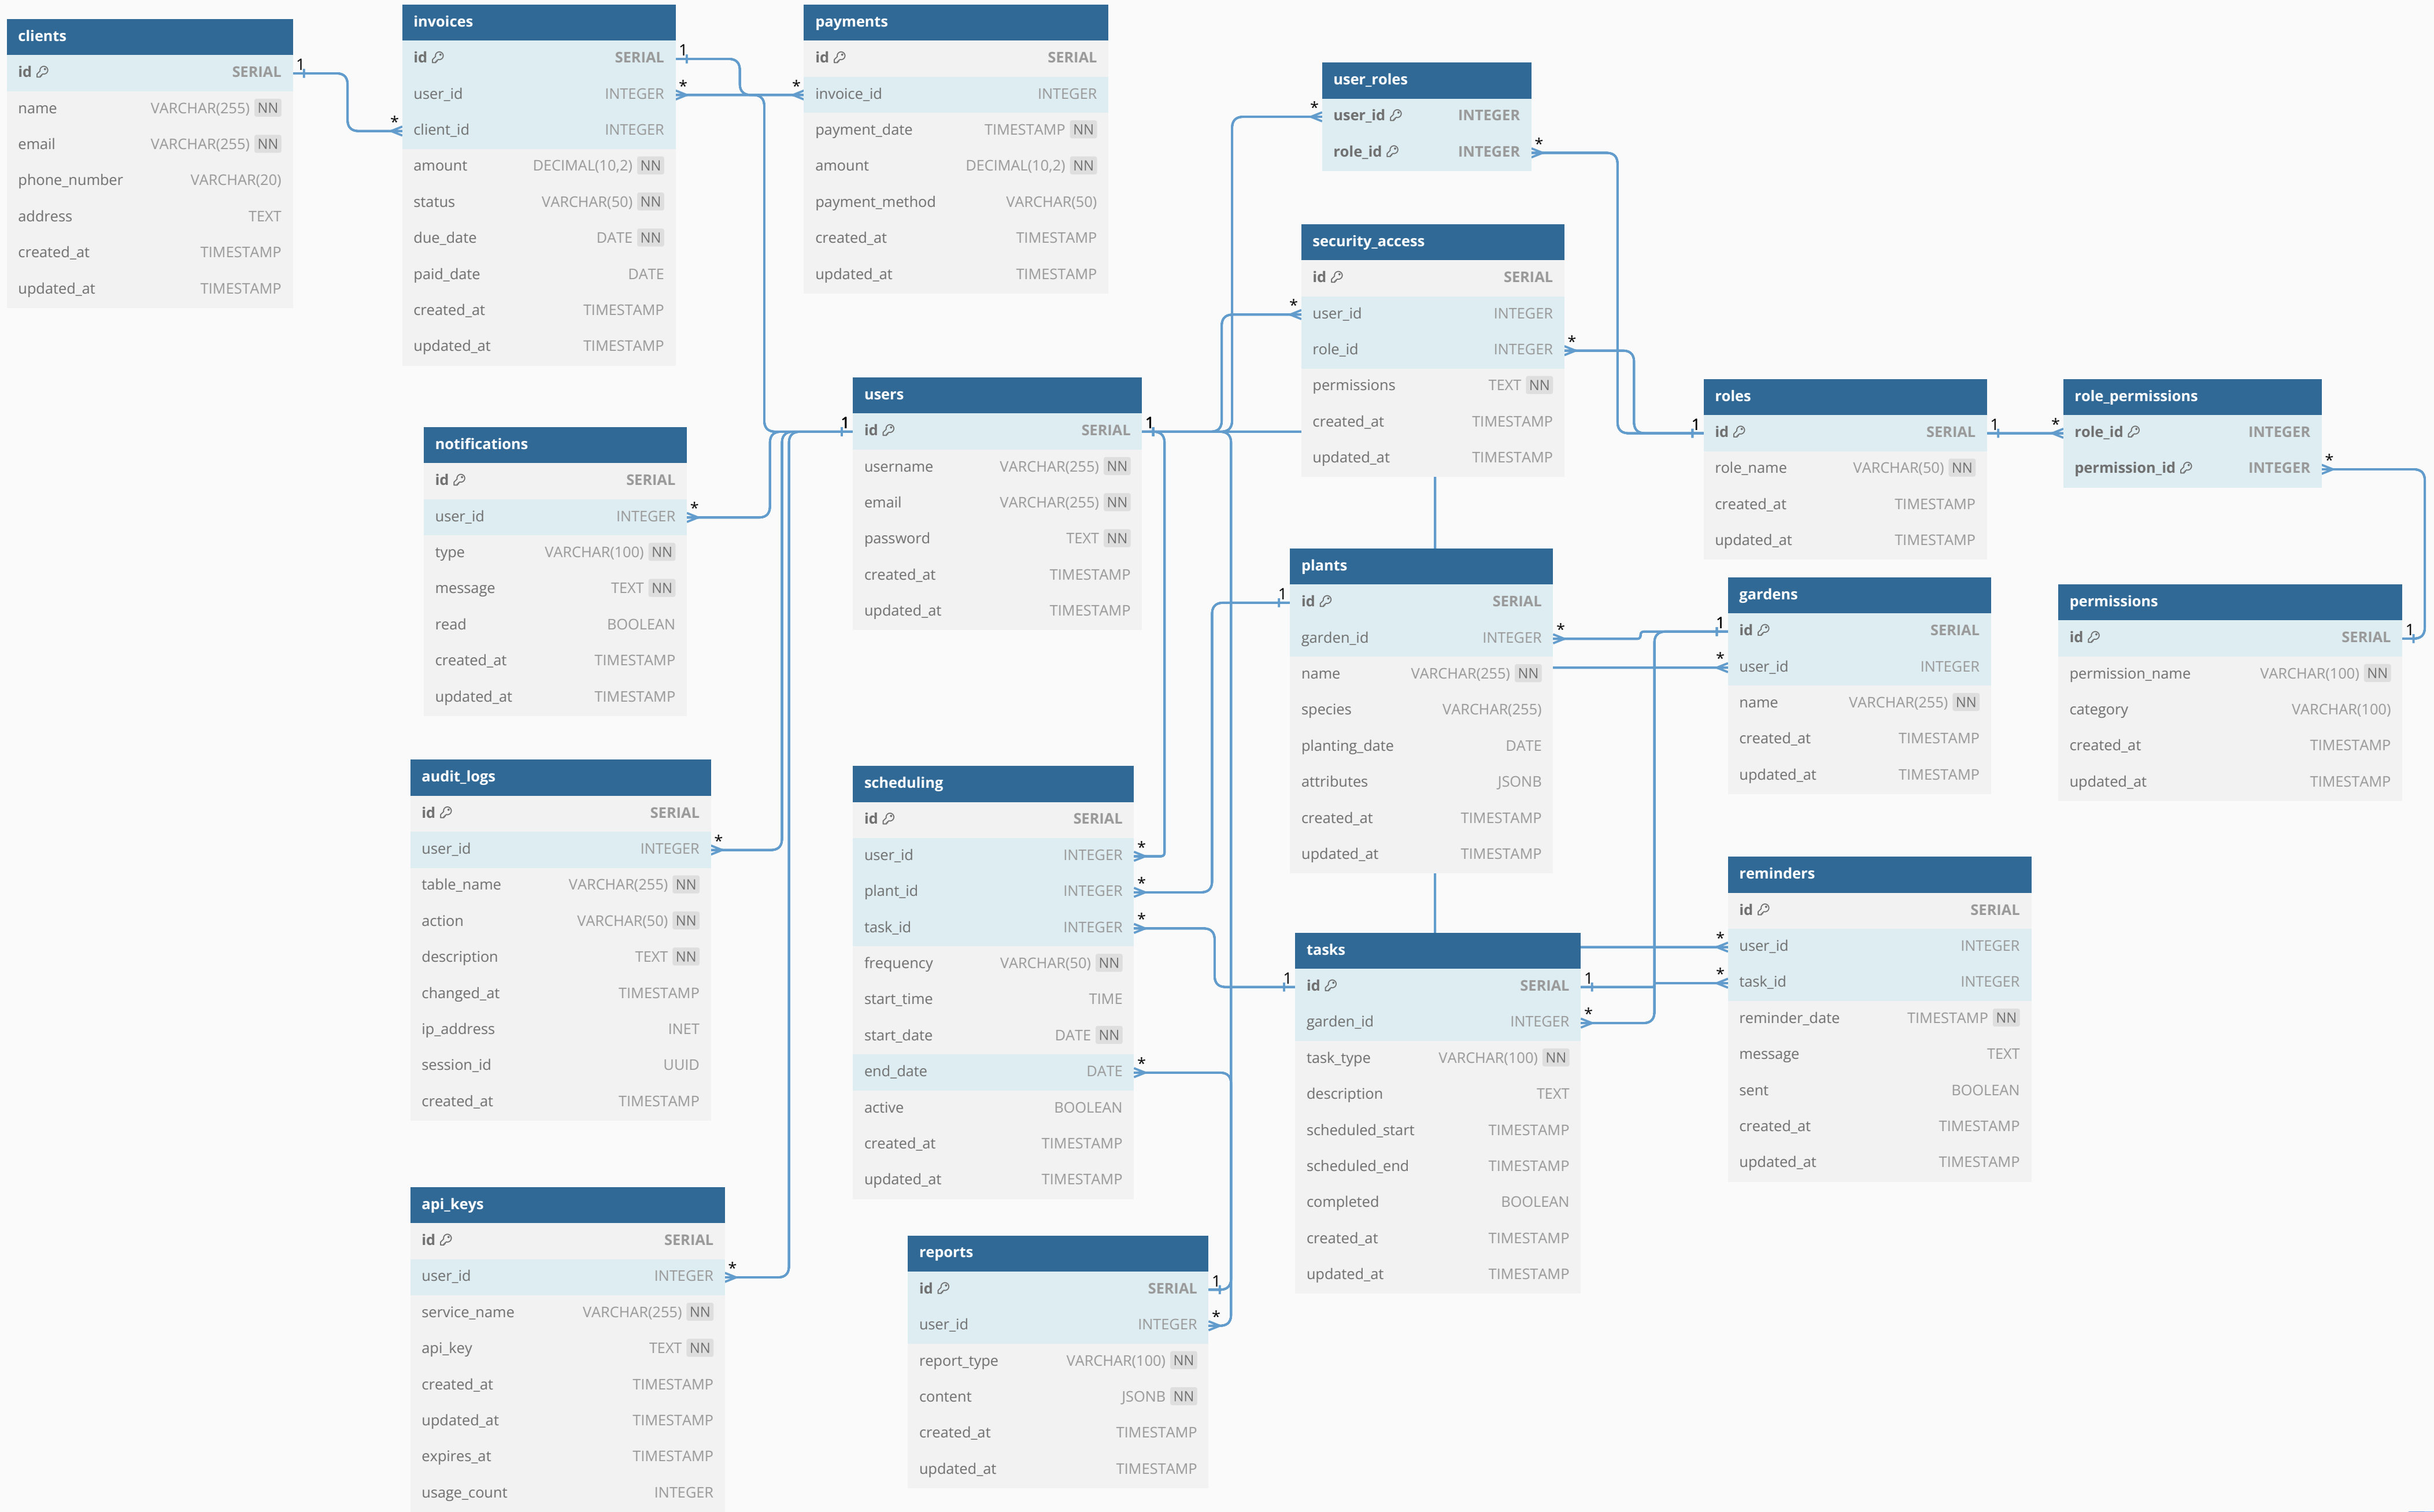 clients
id SERIAL
name VARCHAR(255) NN
email VARCHAR(255) NN
phone_number VARCHAR(20)
address TEXT
created_at TIMESTAMP
updated_at TIMESTAMP
1
*
invoices
id SERIAL
user_id INTEGER
client_id INTEGER
amount DECIMAL(10,2) NN
status VARCHAR(50) NN
due_date DATE NN
paid_date DATE
created_at TIMESTAMP
updated_at TIMESTAMP
1
*
*
payments
id SERIAL
invoice_id INTEGER
payment_date TIMESTAMP NN
amount DECIMAL(10,2) NN
payment_method VARCHAR(50)
created_at TIMESTAMP
updated_at TIMESTAMP
*
user_roles
user_id INTEGER
role_id INTEGER
*
*
security_access
id SERIAL
user_id INTEGER
role_id INTEGER
permissions TEXT NN
created_at TIMESTAMP
updated_at TIMESTAMP
*
1
users
id SERIAL
username VARCHAR(255) NN
email VARCHAR(255) NN
password TEXT NN
created_at TIMESTAMP
updated_at TIMESTAMP
1
1
roles
id SERIAL
role_name VARCHAR(50) NN
created_at TIMESTAMP
updated_at TIMESTAMP
1
*
role_permissions
role_id INTEGER
permission_id INTEGER
*
notifications
id SERIAL
user_id INTEGER
type VARCHAR(100) NN
message TEXT NN
read BOOLEAN
created_at TIMESTAMP
updated_at TIMESTAMP
*
1
plants
id SERIAL
garden_id INTEGER
name VARCHAR(255) NN
species VARCHAR(255)
planting_date DATE
attributes JSONB
created_at TIMESTAMP
updated_at TIMESTAMP
*
1
*
gardens
id SERIAL
user_id INTEGER
name VARCHAR(255) NN
created_at TIMESTAMP
updated_at TIMESTAMP
permissions
id SERIAL
permission_name VARCHAR(100) NN
category VARCHAR(100)
created_at TIMESTAMP
updated_at TIMESTAMP
1
audit_logs
id SERIAL
user_id INTEGER
table_name VARCHAR(255) NN
action VARCHAR(50) NN
description TEXT NN
changed_at TIMESTAMP
ip_address INET
session_id UUID
created_at TIMESTAMP
*
scheduling
id SERIAL
user_id INTEGER
plant_id INTEGER
task_id INTEGER
frequency VARCHAR(50) NN
start_time TIME
start_date DATE NN
end_date DATE
active BOOLEAN
created_at TIMESTAMP
updated_at TIMESTAMP
*
*
*
*
1
tasks
id SERIAL
garden_id INTEGER
task_type VARCHAR(100) NN
description TEXT
scheduled_start TIMESTAMP
scheduled_end TIMESTAMP
completed BOOLEAN
created_at TIMESTAMP
updated_at TIMESTAMP
1
*
*
*
reminders
id SERIAL
user_id INTEGER
task_id INTEGER
reminder_date TIMESTAMP NN
message TEXT
sent BOOLEAN
created_at TIMESTAMP
updated_at TIMESTAMP
api_keys
id SERIAL
user_id INTEGER
service_name VARCHAR(255) NN
api_key TEXT NN
created_at TIMESTAMP
updated_at TIMESTAMP
expires_at TIMESTAMP
usage_count INTEGER
*
reports
id SERIAL
user_id INTEGER
report_type VARCHAR(100) NN
content JSONB NN
created_at TIMESTAMP
updated_at TIMESTAMP
1
*